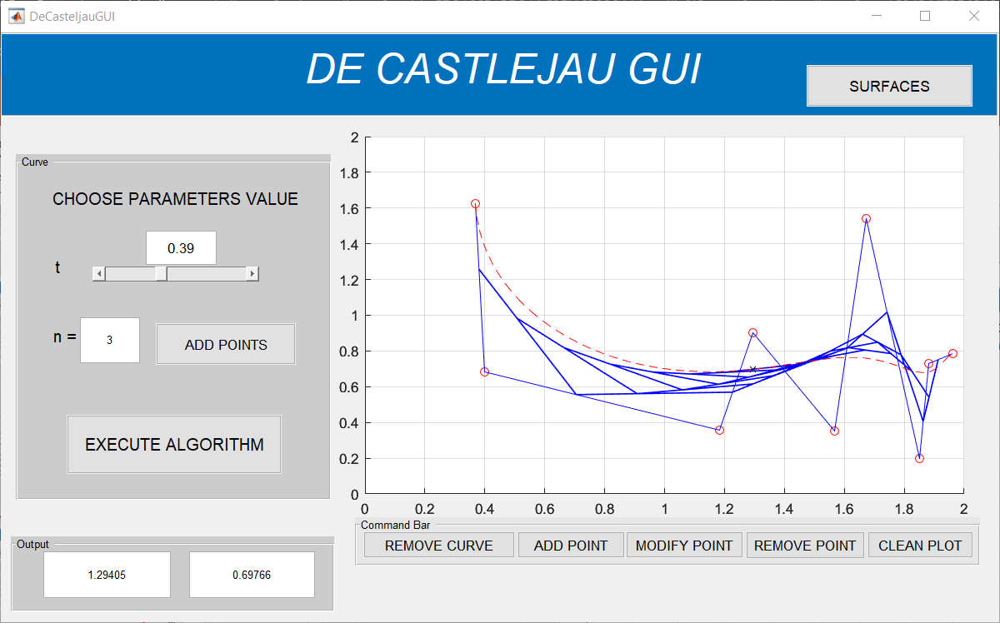 DeCasteljauGUI
DE CASTLEJAU GUI
SURFACES
Curve
CHOOSE PARAMETERS VALUE
0.39
t
n =
3
ADD POINTS
EXECUTE ALGORITHM
Output
1.29405
0.69766
2
1.8
1.6
1.4
1.2
1
0.8
0.6
0.4
0.2
0
0 0.2 0.4 0.6 0.8 1 1.2 1.4 1.6 1.8 2
Command Bar
REMOVE CURVE ADD POINT MODIFY POINT REMOVE POINT CLEAN PLOT